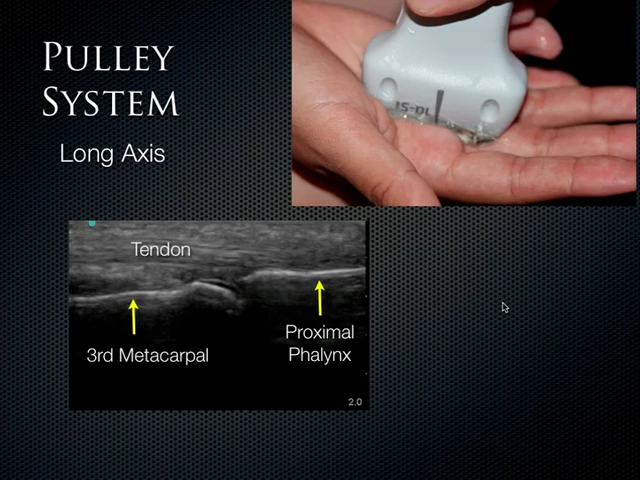 PULLEY
SYSTEM
Long Axis
Tendon
3rd Metacarpal
Proximal
Phalynx
2.0